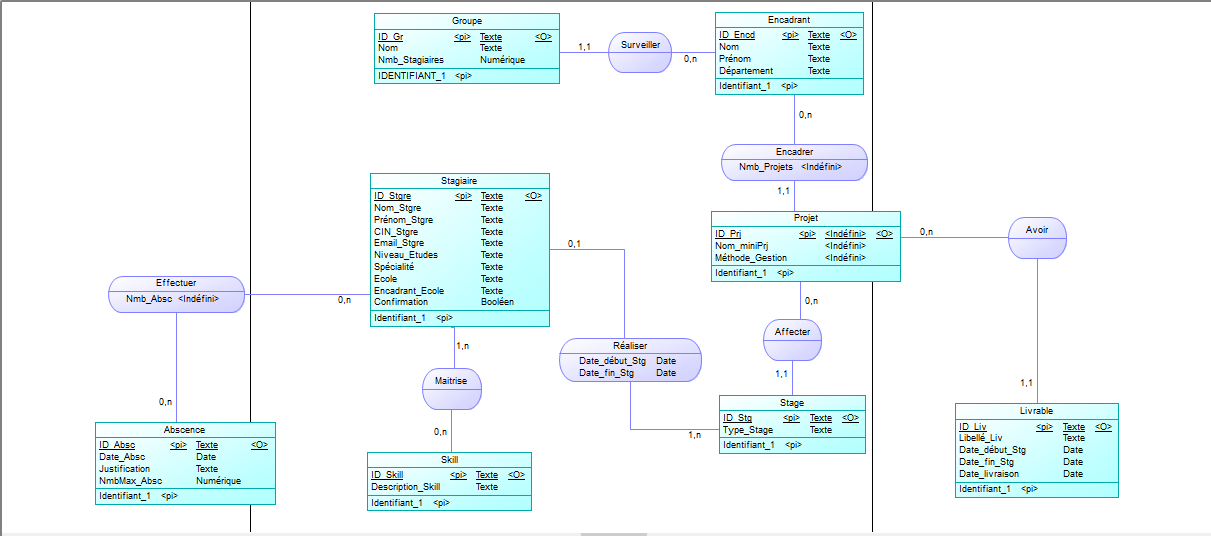 Groupe
ID_Gr <pi> Texte <O>
Nom Texte
Nmb_Stagiaires Numérique
IDENTIFIANT_1 <pi>
1,1
Surveiller
0,n
Encadrant
ID_Encd <pi> Texte <O>
Nom Texte
Prénom Texte
Département Texte
Identifiant_1 <pi>
0,n
Encadrer
Nmb_Projets <Indéfini>
1,1
Stagiaire
ID_Stgre <pi> Texte <O>
Nom_Stgre Texte
Prénom_Stgre Texte
CIN_Stgre Texte
Email_Stgre Texte
Niveau_Etudes Texte
Spécialité Texte
Ecole Texte
Encadrant_Ecole Texte
Confirmation Booléen
Identifiant_1 <pi>
0,1
Projet
ID_Prj <pi> <Indéfini> <O>
Nom_miniPrj <Indéfini>
Méthode_Gestion <Indéfini>
Identifiant_1 <pi>
0,n
Avoir
Effectuer
Nmb_Absc <Indéfini>
0,n
0,n
Affecter
1,1
1,n
Réaliser
Date_début_Stg Date
Date_fin_Stg Date
Maitrise
0,n
0,n
1,n
1,1
Stage
ID_Stg <pi> Texte <O>
Type_Stage Texte
Identifiant_1 <pi>
Livrable
ID_Liv <pi> Texte <O>
Libellé_Liv Texte
Date_début_Stg Date
Date_fin_Stg Date
Date_livraison Date
Identifiant_1 <pi>
Abscence
ID_Absc <pi> Texte <O>
Date_Absc Date
Justification Texte
NmbMax_Absc Numérique
Identifiant_1 <pi>
Skill
ID_Skill <pi> Texte <O>
Description_Skill Texte
Identifiant_1 <pi>